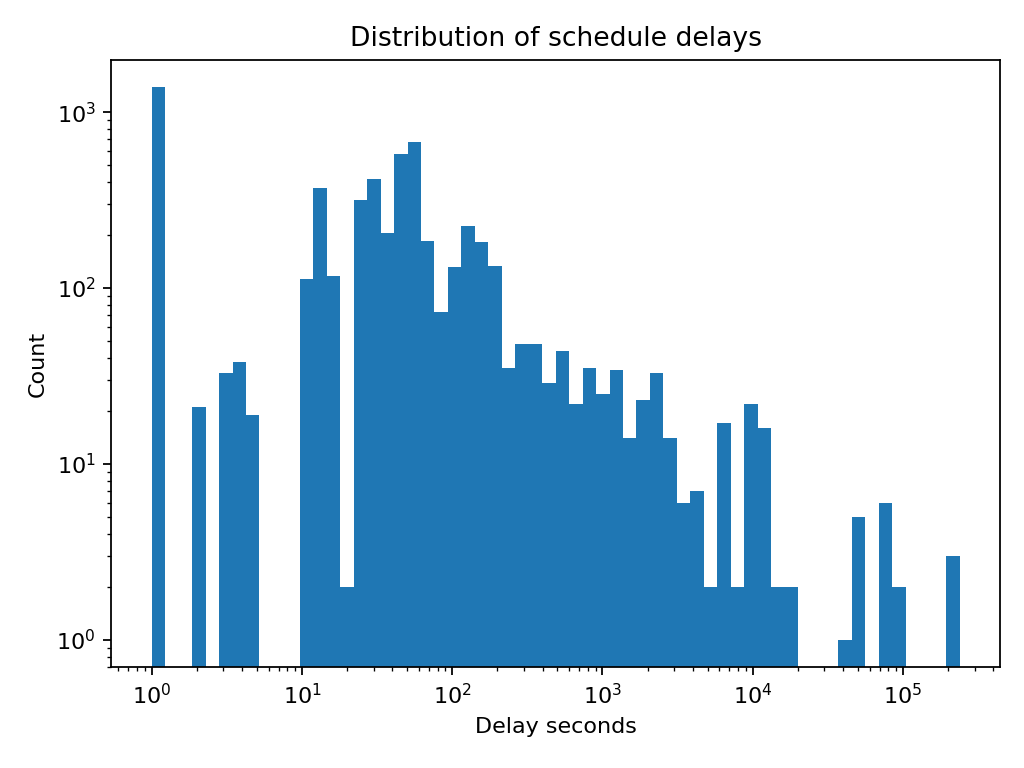 Distribution of schedule delays
10³
10²
10¹
10⁰
Count
10⁰ 10¹ 10² 10³ 10⁴ 10⁵
Delay seconds